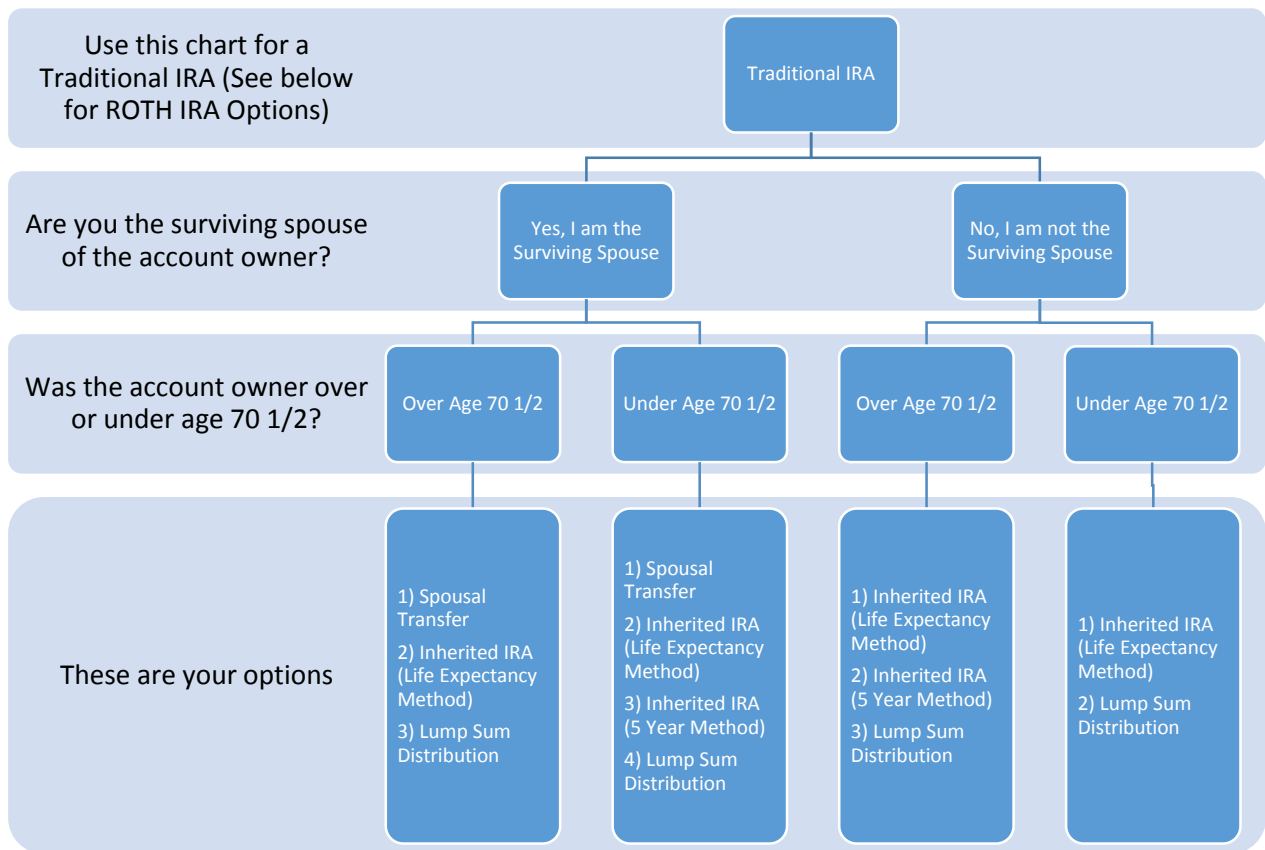 Use this chart for a
Traditional IRA (See below
for ROTH IRA Options)
Traditional IRA
Are you the surviving spouse
of the account owner?
Yes, I am the
Surviving Spouse
No, I am not the
Surviving Spouse
Was the account owner over
or under age 70 1/2?
Over Age 70 1/2
Under Age 70 1/2
Over Age 70 1/2
Under Age 70 1/2
These are your options
1) Spousal
Transfer
2) Inherited IRA
(Life Expectancy
Method)
3) Lump Sum
Distribution
1) Spousal
Transfer
2) Inherited IRA
(Life Expectancy
Method)
3) Inherited IRA
(5 Year Method)
4) Lump Sum
Distribution
1) Inherited IRA
(Life Expectancy
Method)
2) Inherited IRA
(5 Year Method)
3) Lump Sum
Distribution
1) Inherited IRA
(Life Expectancy
Method)
2) Lump Sum
Distribution